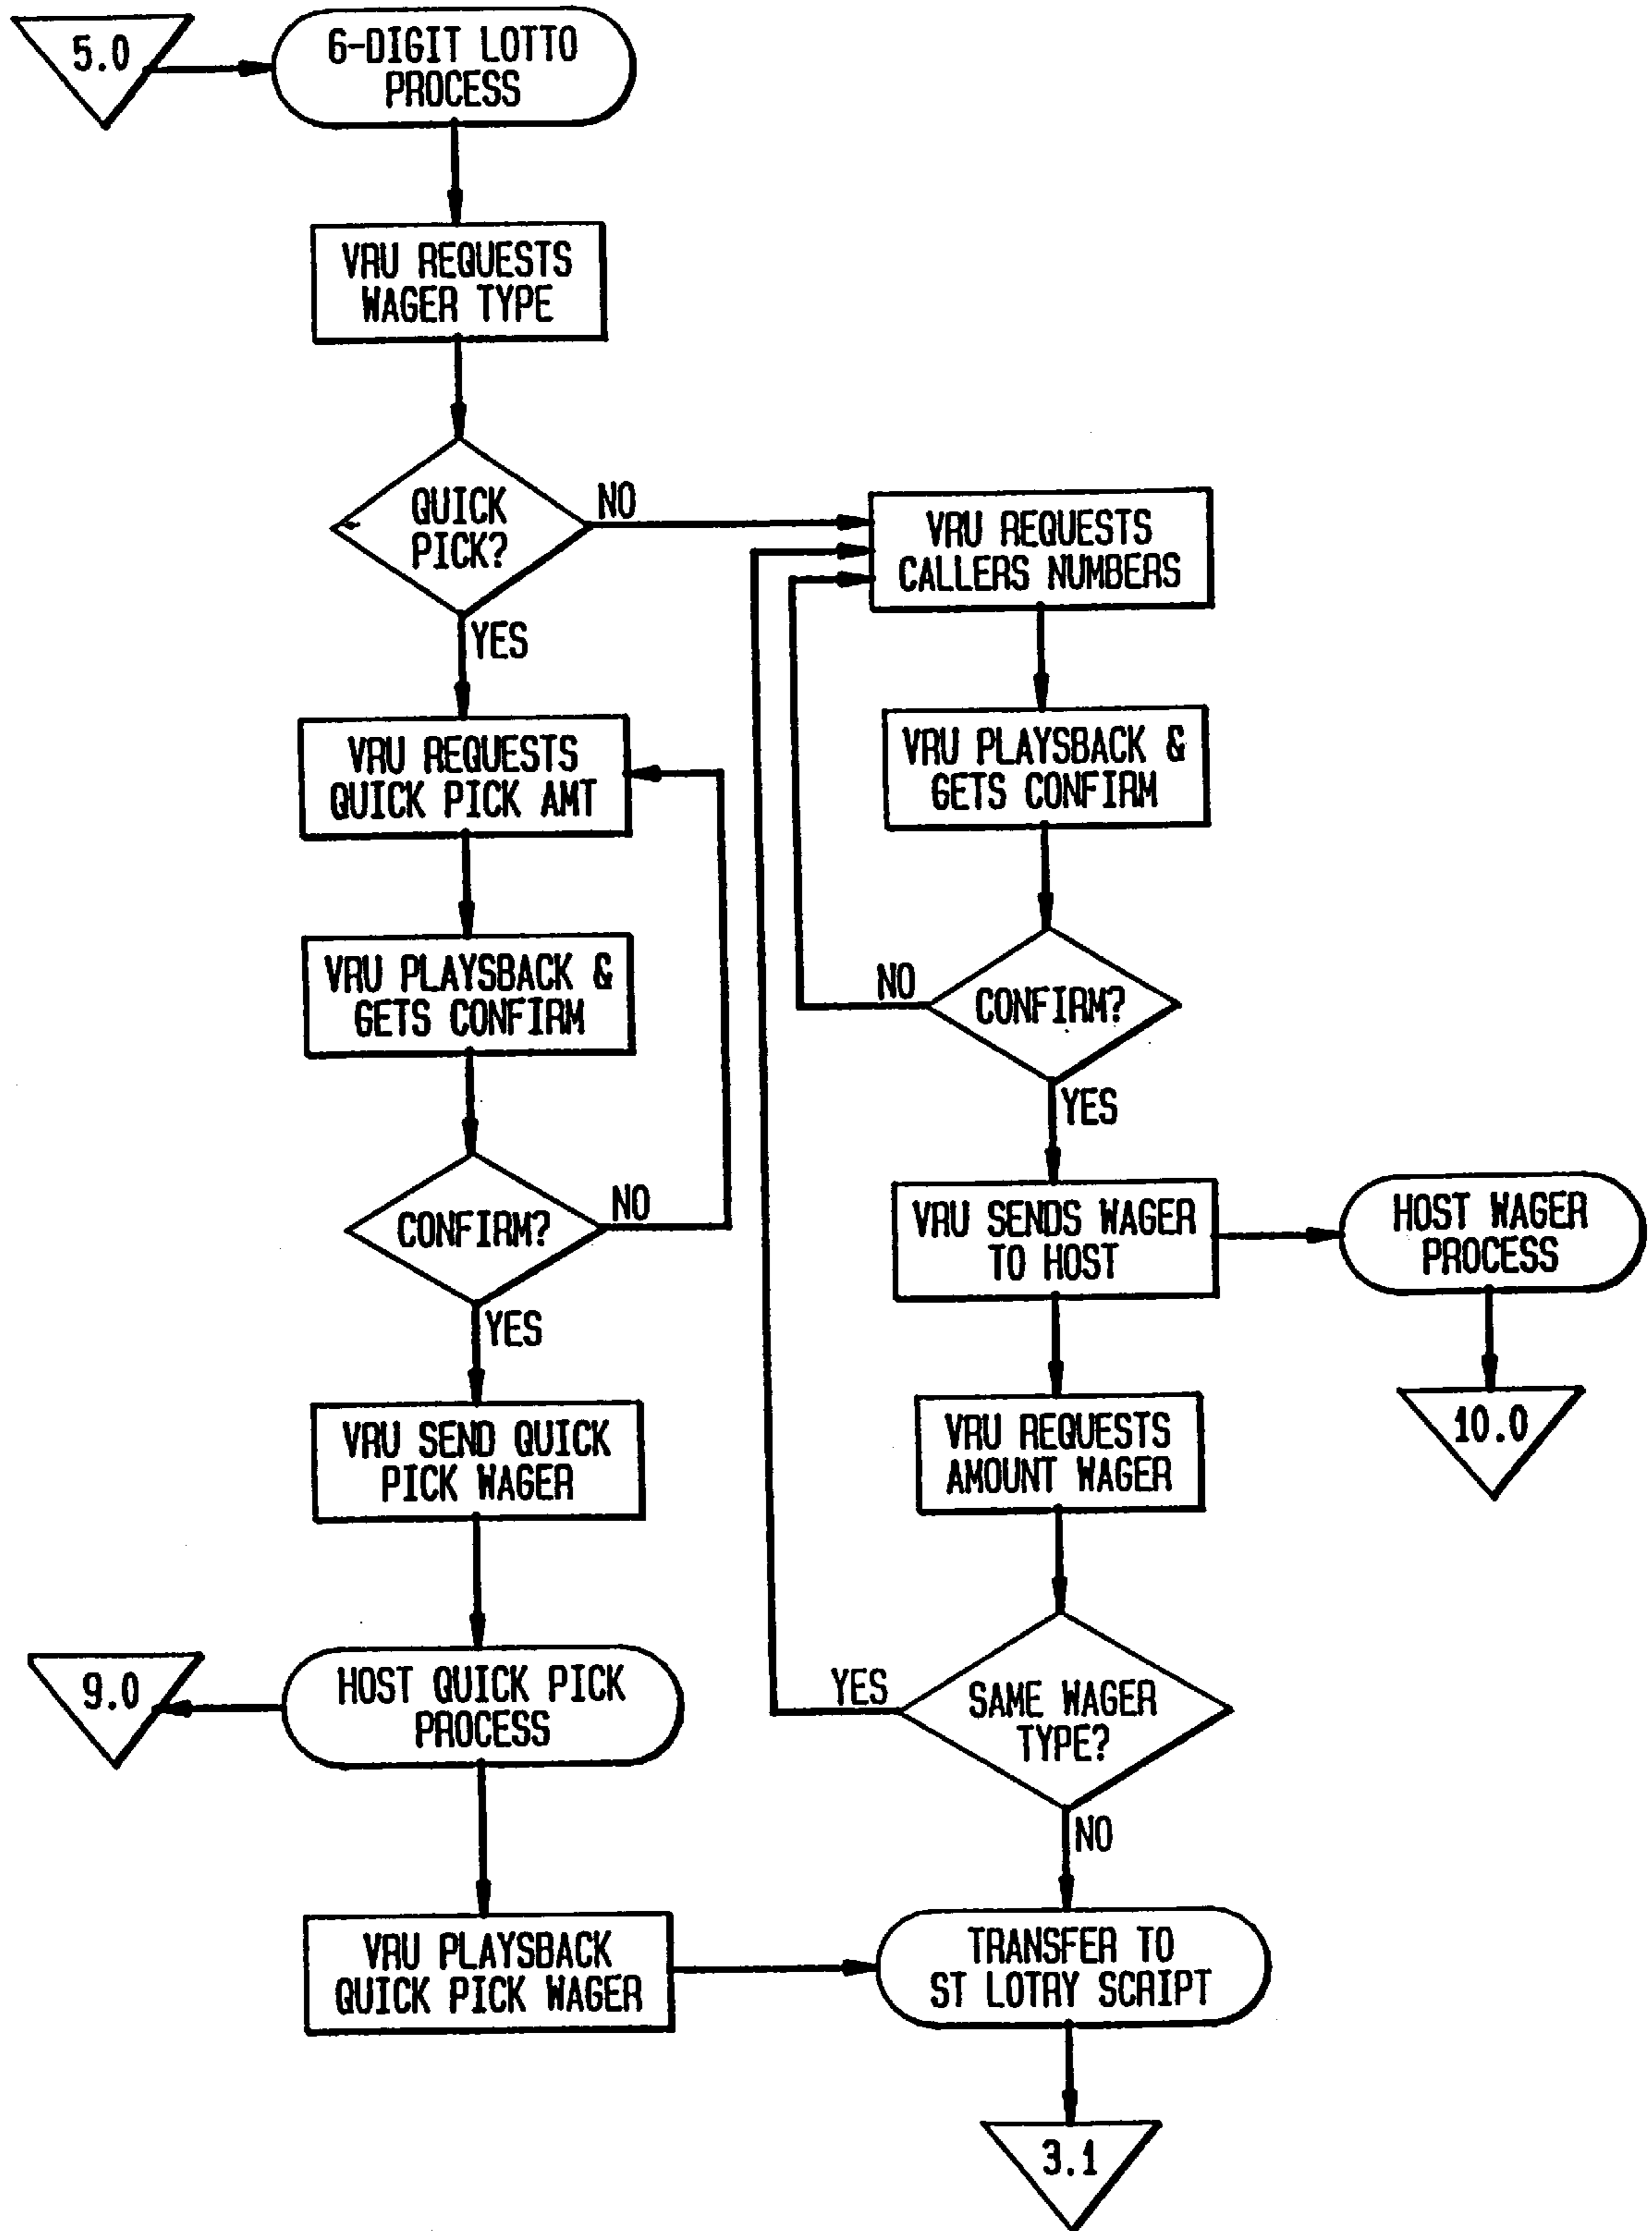 5.0
6-DIGIT LOTTO
PROCESS
VRU REQUESTS
WAGER TYPE
QUICK
PICK?
NO
YES
VRU REQUESTS
CALLERS NUMBERS
VRU REQUESTS
QUICK PICK AMT
VRU PLAYSBACK &
GETS CONFIRM
VRU PLAYSBACK &
GETS CONFIRM
CONFIRM?
NO
YES
CONFIRM?
NO
YES
VRU SENDS WAGER
TO HOST
HOST WAGER
PROCESS
10.0
VRU SEND QUICK
PICK WAGER
VRU REQUESTS
AMOUNT WAGER
9.0
HOST QUICK PICK
PROCESS
YES
SAME WAGER
TYPE?
NO
VRU PLAYSBACK
QUICK PICK WAGER
TRANSFER TO
ST LOTRY SCRIPT
3.1